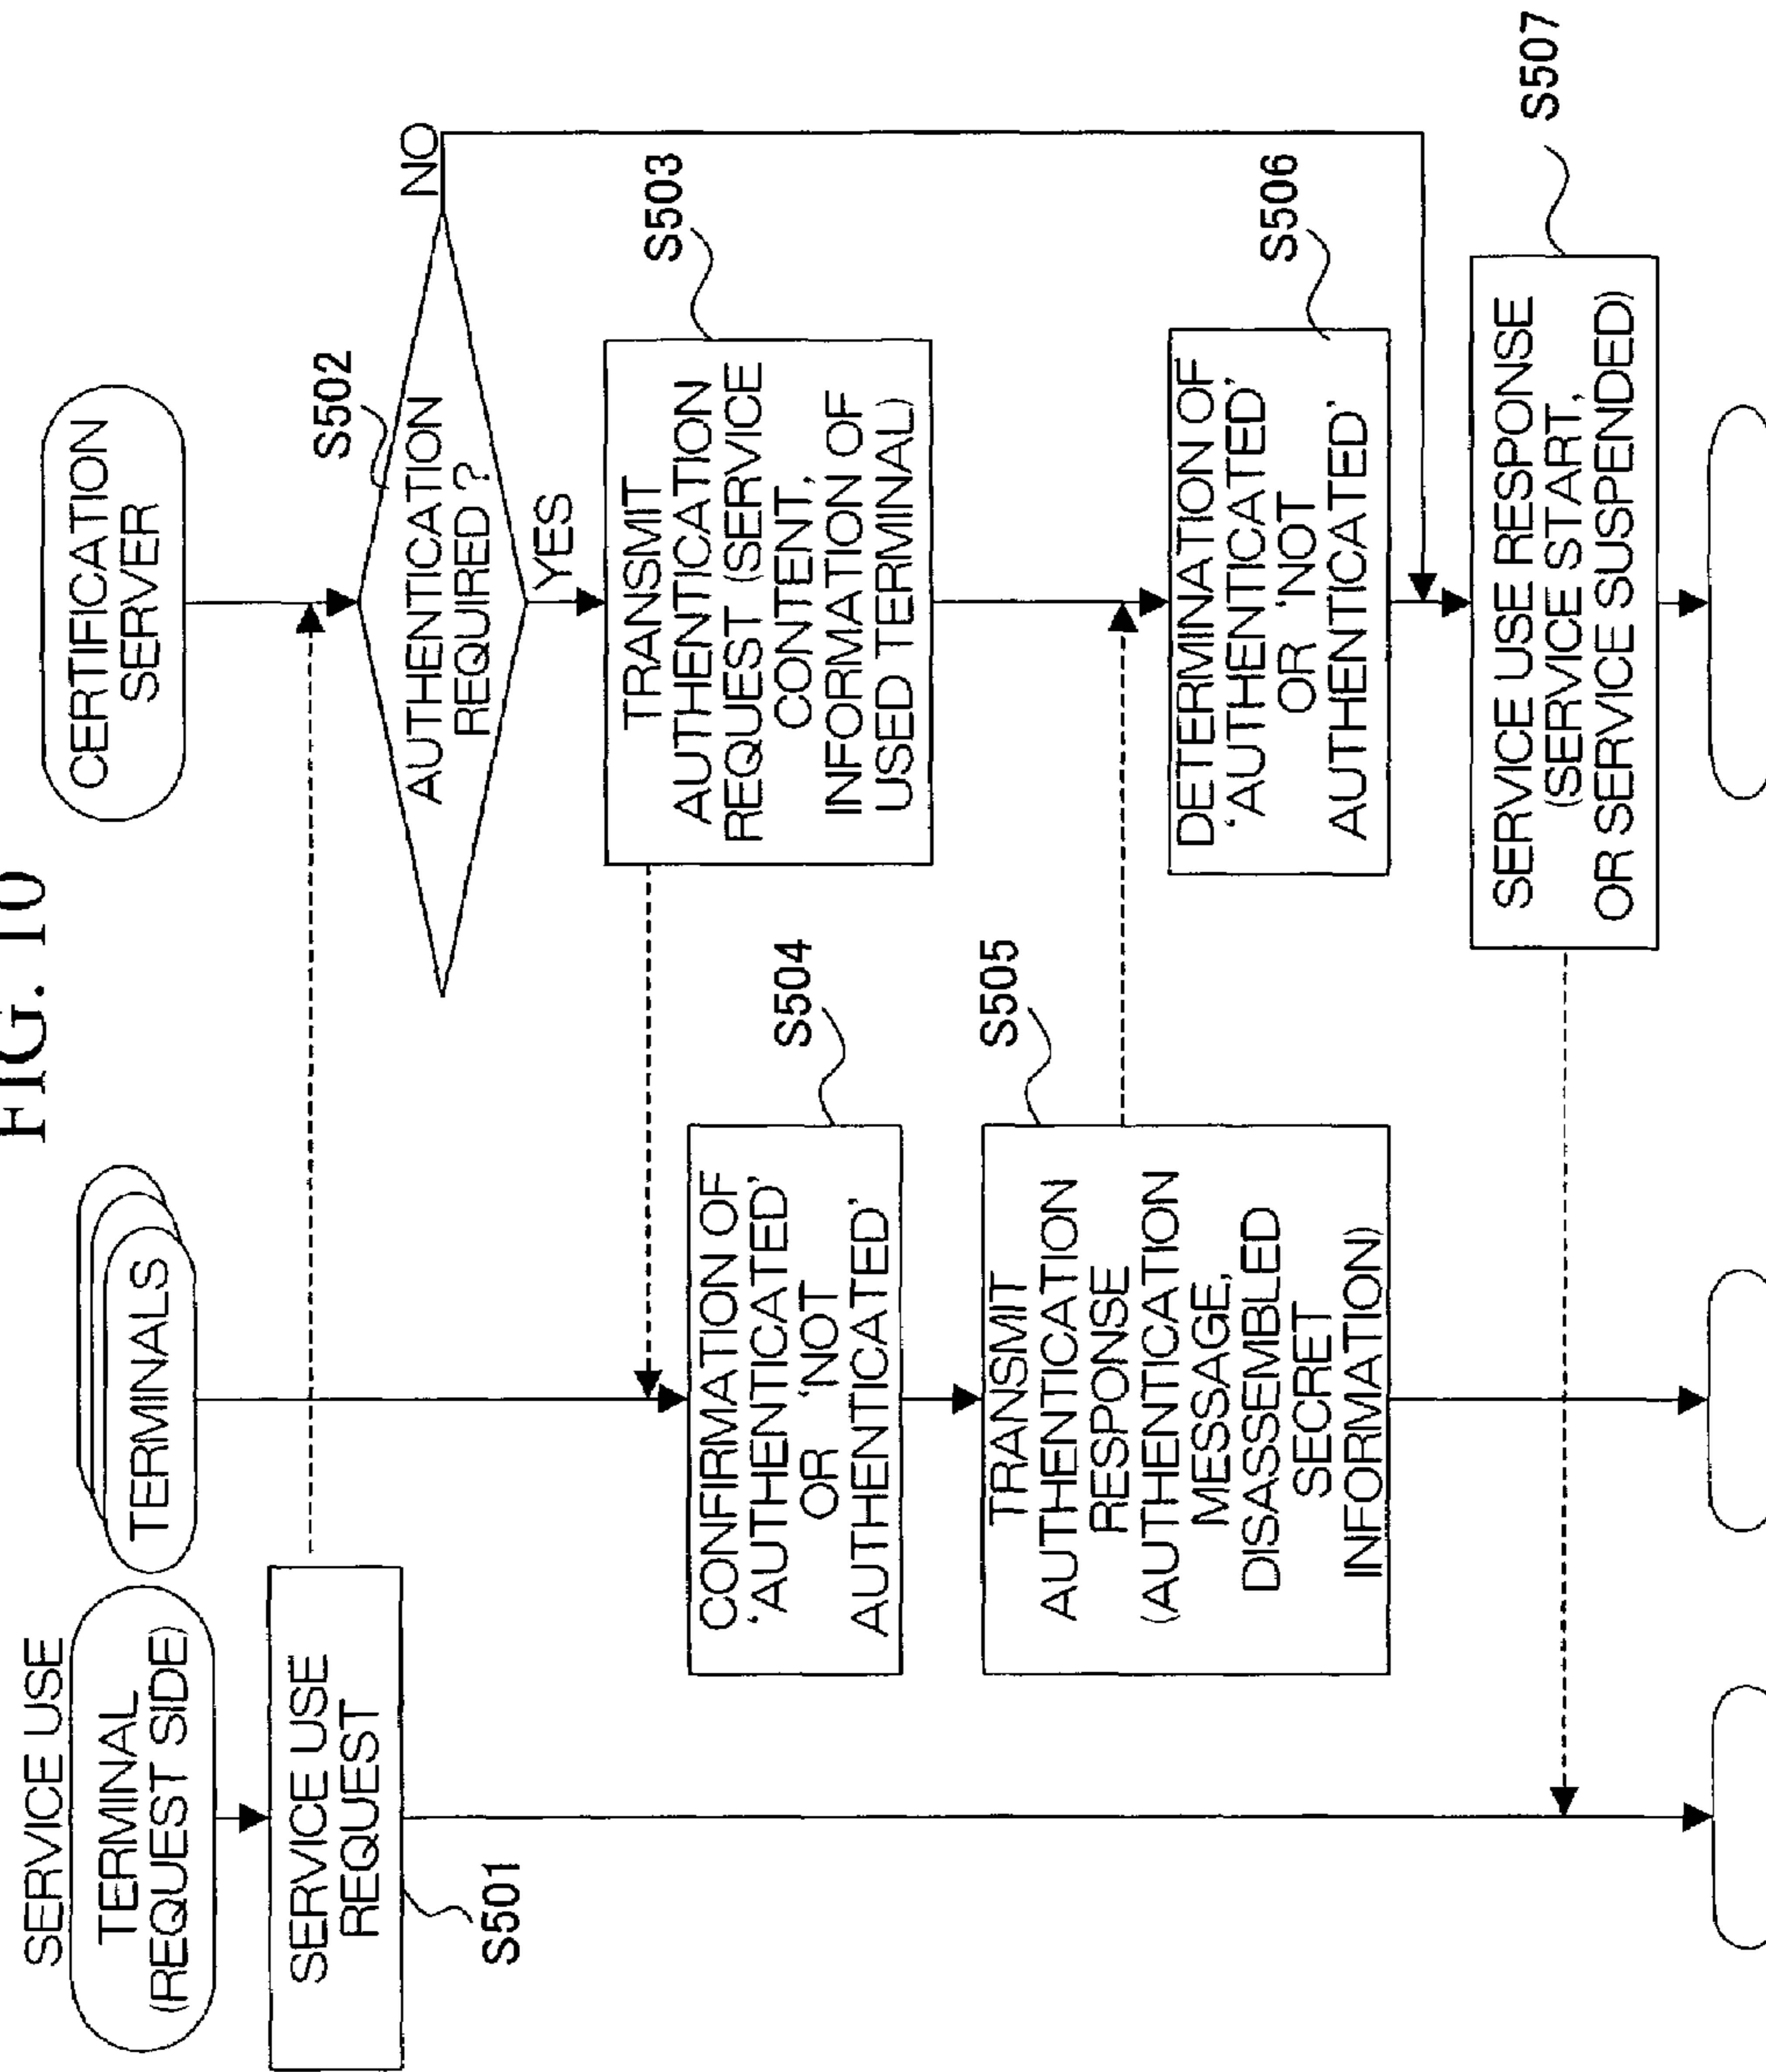 FIG. 10
SERVICE USE
TERMINAL
(REQUEST SIDE)
TERMINALS
CERTIFICATION
SERVER
SERVICE USE
REQUEST
S501
S502
AUTHENTICATION
REQUIRED ?
NO
YES
S503
TRANSMIT
AUTHENTICATION
REQUEST (SERVICE
CONTENT,
INFORMATION OF
USED TERMINAL)
S504
CONFIRMATION OF
'AUTHENTICATED'
OR 'NOT
AUTHENTICATED'
S505
TRANSMIT
AUTHENTICATION
RESPONSE
(AUTHENTICATION
MESSAGE,
DISASSEMBLED
SECRET
INFORMATION)
S506
DETERMINATION OF
'AUTHENTICATED'
OR 'NOT
AUTHENTICATED'
S507
SERVICE USE RESPONSE
(SERVICE START,
OR SERVICE SUSPENDED)